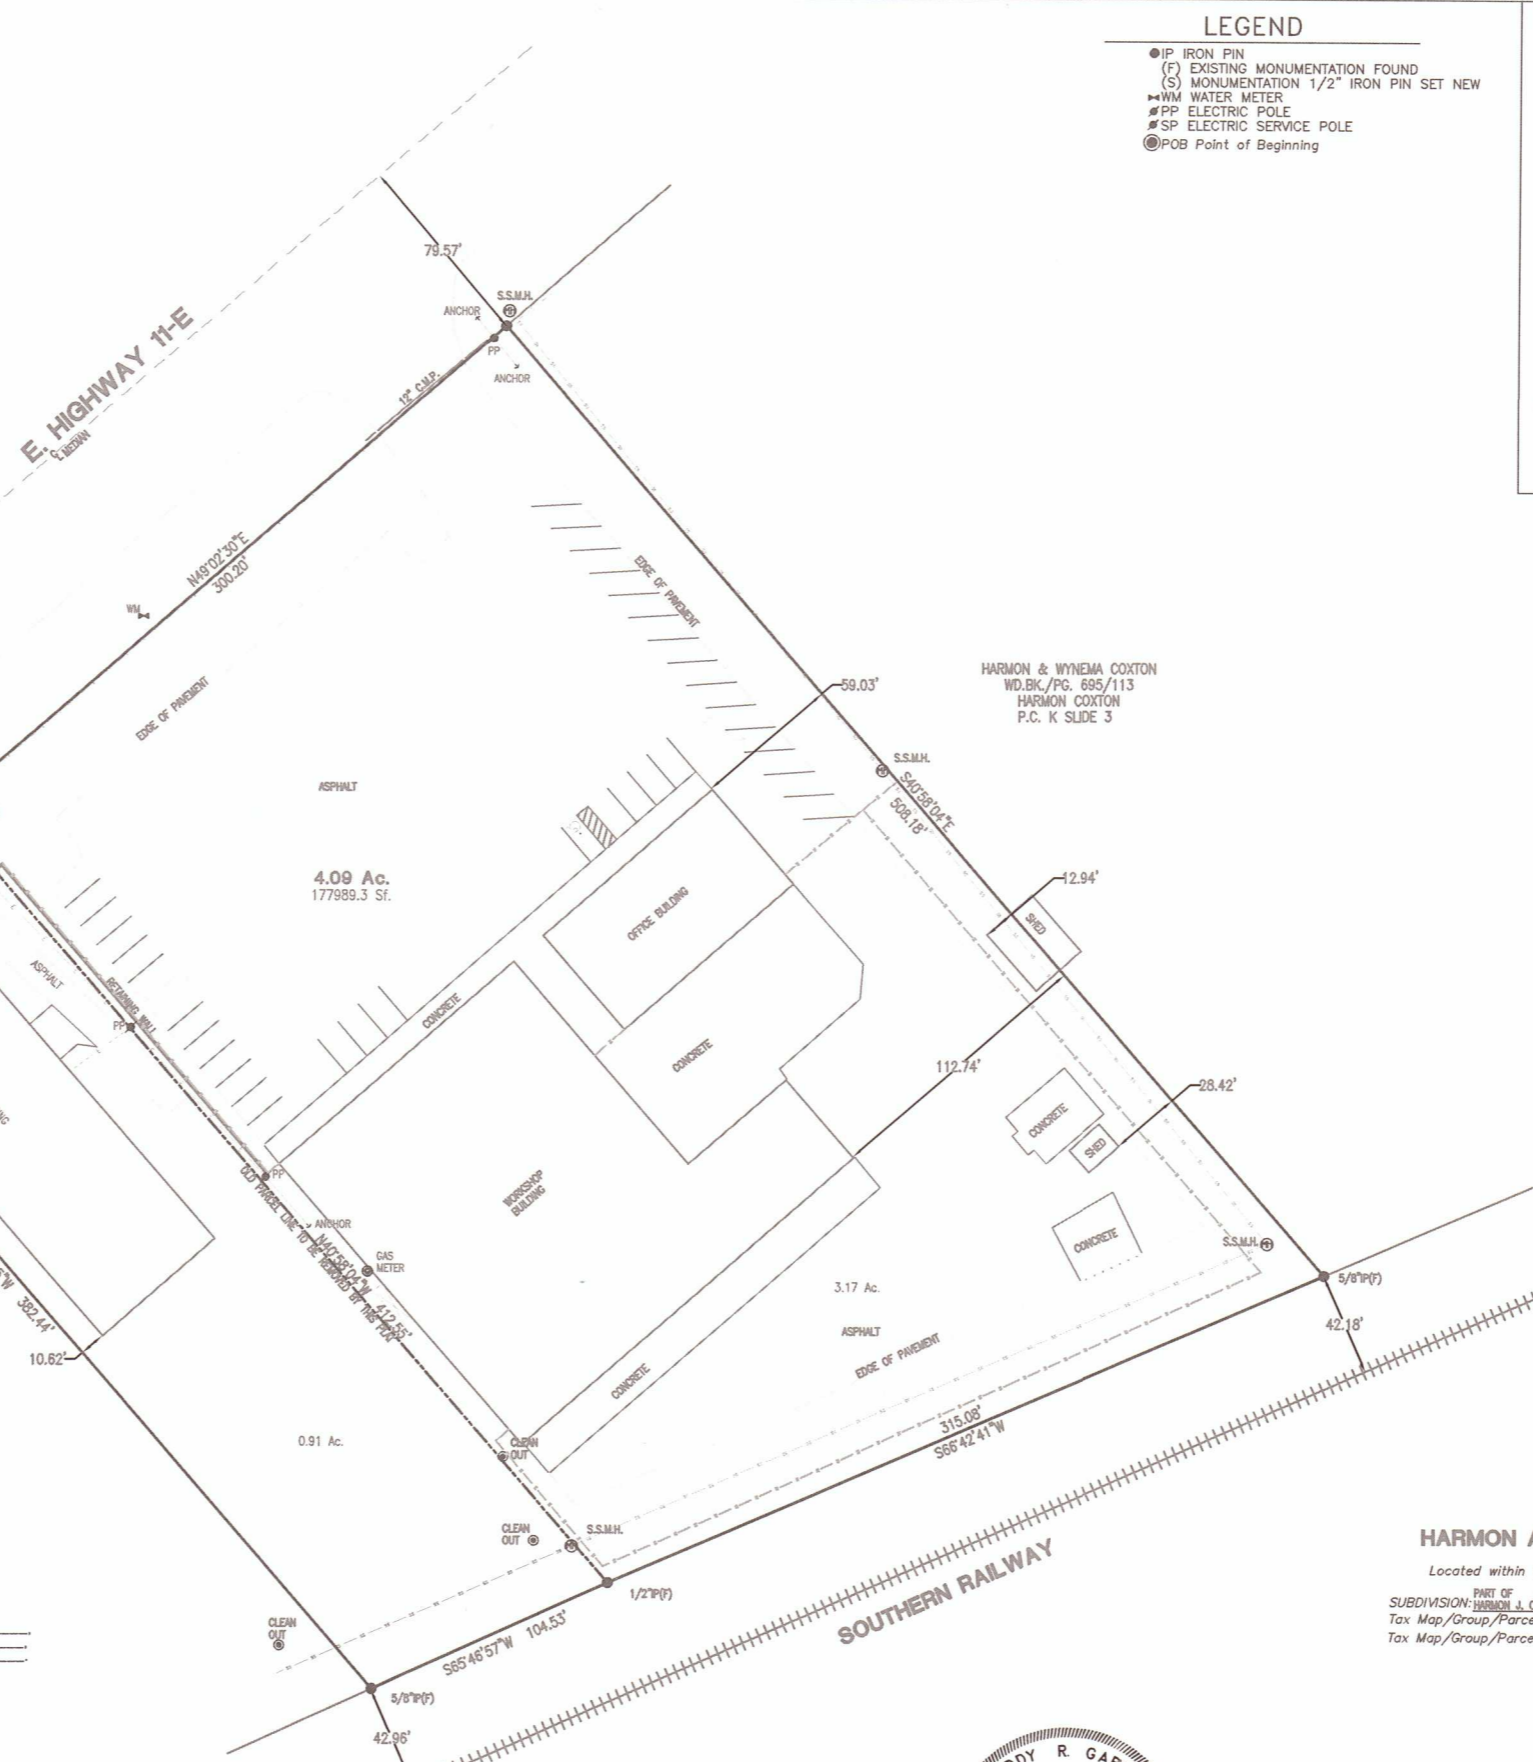 LEGEND
IP IRON PIN
(F) EXISTING MONUMENTATION FOUND
(S) MONUMENTATION 1/2" IRON PIN SET NEW
WM WATER METER
PP ELECTRIC POLE
SP ELECTRIC SERVICE POLE
POB Point of Beginning
79.57'
S.S.M.H.
ANCHOR
PP
ANCHOR
12" C.M.P.
E. HIGHWAY 11-E
MEDIAN
N49°02'30"E
300.20'
WM
EDGE OF PAVEMENT
EDGE OF PAVEMENT
59.03'
HARMON & WYNEMA COXTON
WD.BK./PG. 695/113
HARMON COXTON
P.C. K SLIDE 3
S.S.M.H.
S40°58'04"E
508.18'
ASPHALT
4.09 Ac.
177989.3 Sf.
OFFICE BUILDING
12.94'
SHED
ASPHALT
RETAINING WALL
PP
CONCRETE
CONCRETE
112.74'
28.42'
CONCRETE
SHED
PP
OLD PARCEL LINE TO BE REMOVED BY THIS PLAT
ANCHOR
N40°58'04"W 412.55'
GAS
METER
WORKSHOP
BUILDING
CONCRETE
S.S.M.H.
5/8"IP(F)
42.18'
3.17 Ac.
ASPHALT
EDGE OF PAVEMENT
"W 382.44'
10.62'
CONCRETE
0.91 Ac.
CLEAN
OUT
315.08'
S66°42'41"W
CLEAN
OUT
S.S.M.H.
1/2"IP(F)
SOUTHERN RAILWAY
CLEAN
OUT
S65°46'57"W 104.53'
5/8"IP(F)
42.96'
HARMON
Located within
PART OF
SUBDIVISION: HARMON J.
Tax Map/Group/Parce
Tax Map/Group/Parce
R. GAR